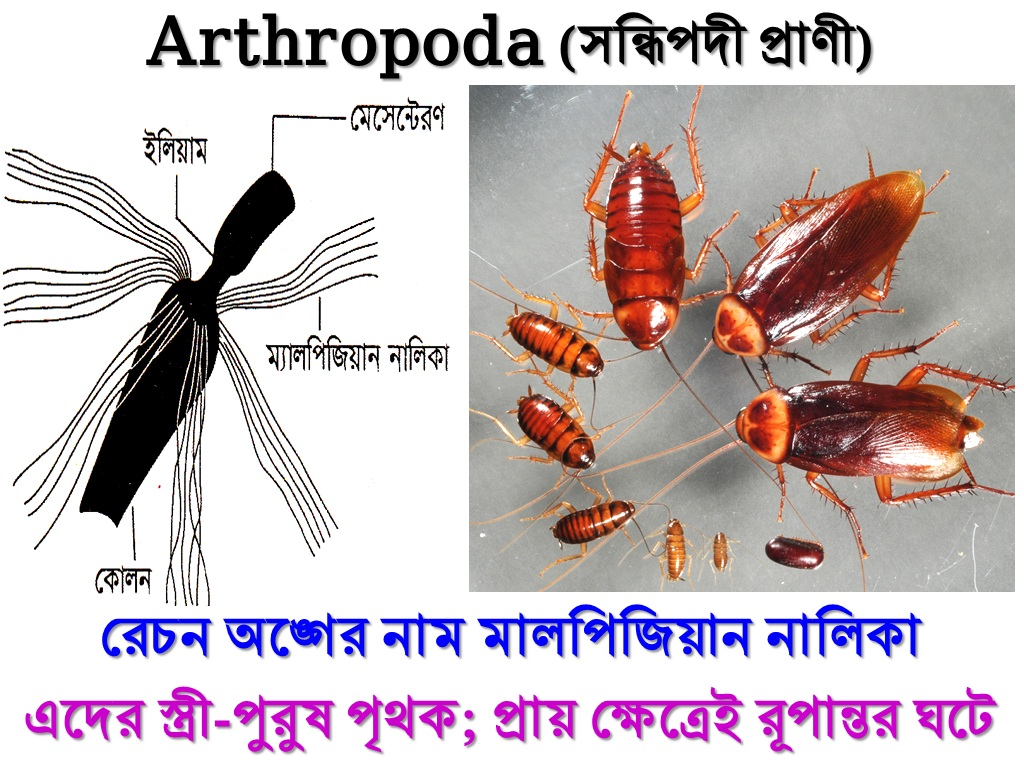 Arthropoda (সন্ধিপদী প্রাণী)
মেসেন্টেরণ
ইলিয়াম
ম্যালপিজিয়ান নালিকা
কোলন
রেচন অঙ্গের নাম মালপিজিয়ান নালিকা
এদের স্ত্রী-পুরুষ পৃথক; প্রায় ক্ষেত্রেই রূপান্তর ঘটে